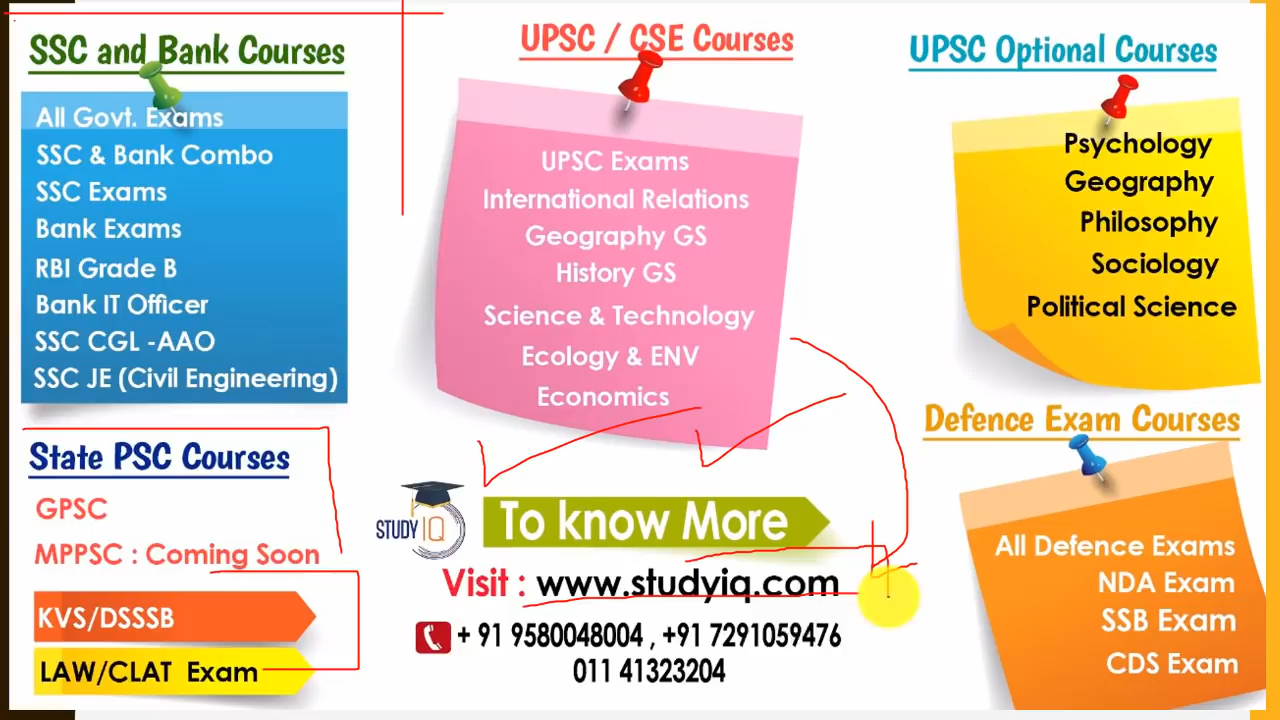 SSC and Bank Courses
All Govt. Exams
SSC & Bank Combo
SSC Exams
Bank Exams
RBI Grade B
Bank IT Officer
SSC CGL -AAO
SSC JE (Civil Engineering)
State PSC Courses
GPSC
MPPSC : Coming Soon
KVS/DSSSB
LAW/CLAT Exam
UPSC / CSE Courses
UPSC Exams
International Relations
Geography GS
History GS
Science & Technology
Ecology & ENV
Economics
STUDY IQ
To know More
Visit : www.studyiq.com
+ 91 9580048004 , +91 7291059476
011 41323204
UPSC Optional Courses
Psychology
Geography
Philosophy
Sociology
Political Science
Defence Exam Courses
All Defence Exams
NDA Exam
SSB Exam
CDS Exam